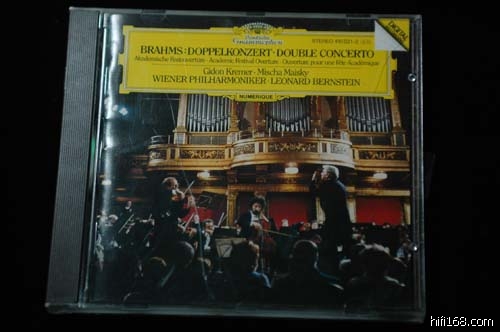 Deutsche
Grammophon
STEREO
DIGITAL
BRAHMS: DOPPELKONZERT · DOUBLE CONCERTO
Akademische Festouvertüre · Academic Festival Overture · Ouverture pour une fête Académique
Gidon Kremer · Mischa Maisky
WIENER PHILHARMONIKER · LEONARD BERNSTEIN
NUMERIQUE
hifi168.com